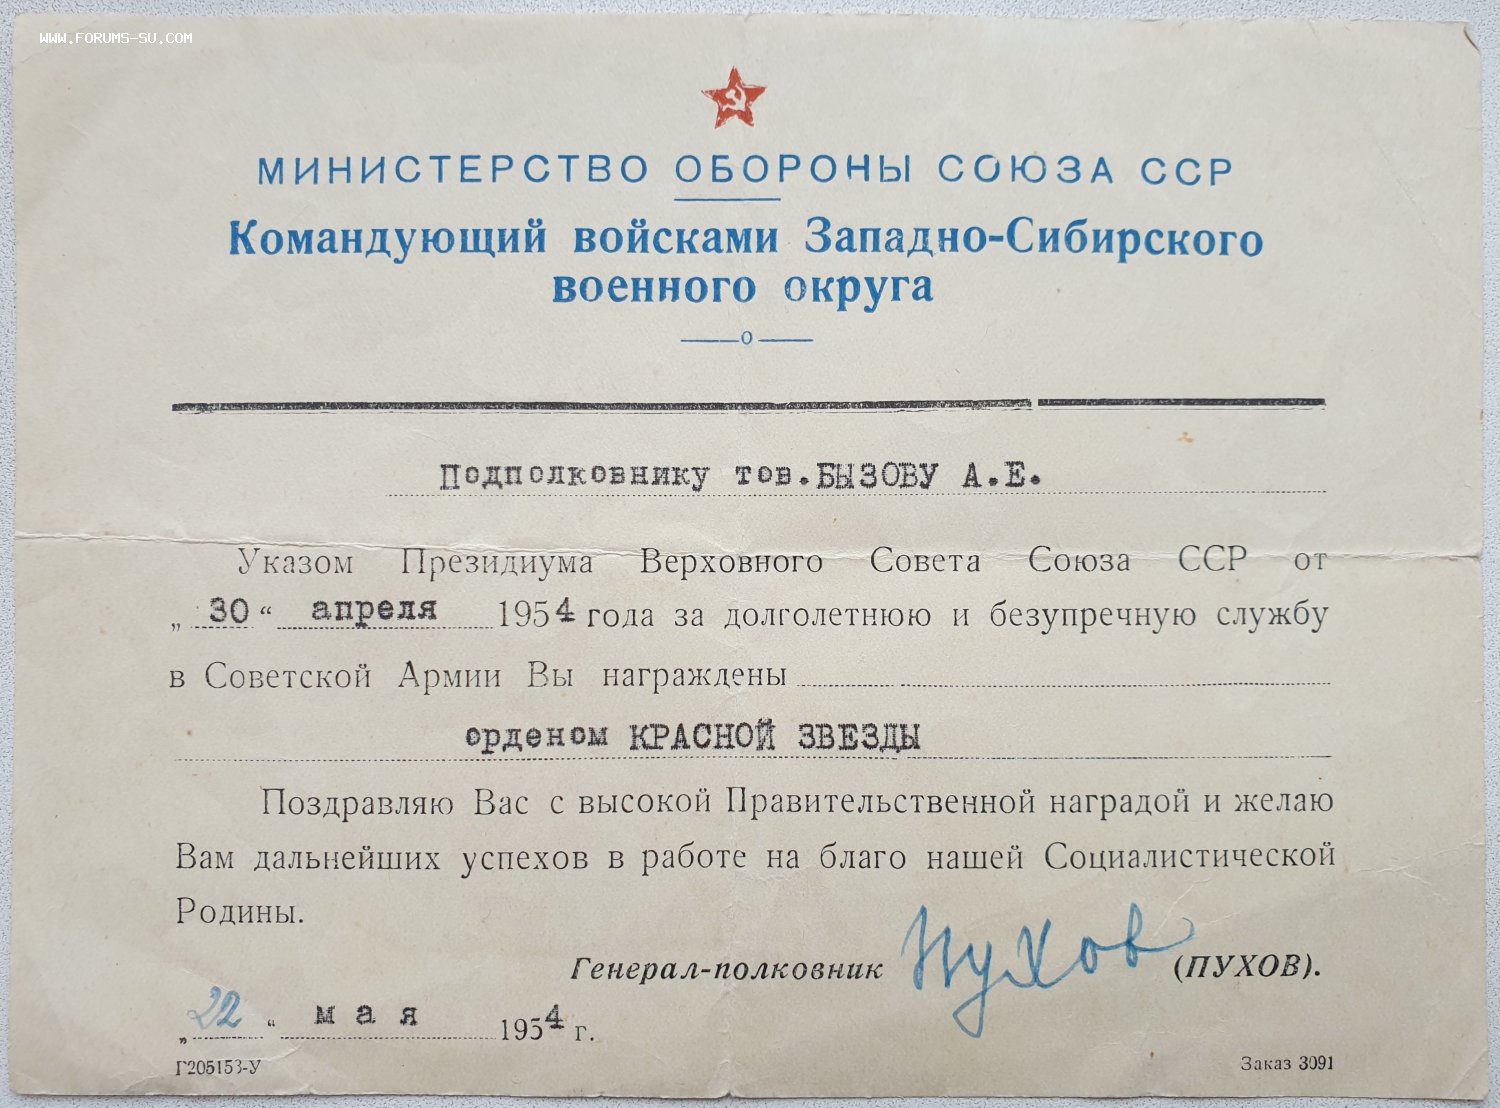 WWW.FORUMS-SU.COM
МИНИСТЕРСТВО ОБОРОНЫ СОЮЗА ССР
Командующий войсками Западно-Сибирского
военного округа
Подполковнику тов.БЫЗОВУ А.Е.
Указом Президиума Верховного Совета Союза ССР от
„30“ апреля 1954 года за долголетнюю и безупречную службу
в Советской Армии Вы награждены
орденом КРАСНОЙ ЗВЕЗДЫ
Поздравляю Вас с высокой Правительственной наградой и желаю
Вам дальнейших успехов в работе на благо нашей Социалистической
Родины.
Генерал-полковник Пухов (ПУХОВ).
„22“ мая 1954 г.
Г205153-У Заказ 3091